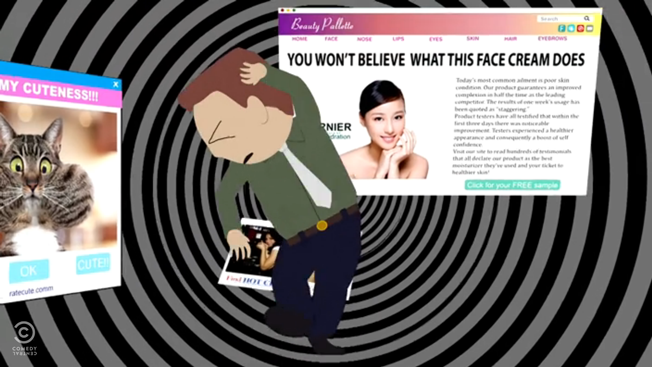 Beauty Pallette
Search
HOME FACE NOSE LIPS EYES SKIN HAIR EYEBROWS
MY CUTENESS!!!
YOU WON'T BELIEVE WHAT THIS FACE CREAM DOES
Today's most common ailment is poor skin
condition. Our product guarantees an improved
complexion in half the time as the leading
competitor. The results of one week's usage has
been quoted as "staggering."
Product testers have all testified that within the
first three days there was noticeable
improvement. Testers experienced a healthier
appearance and consequently a boost of self
confidence
Visit our site to read hundreds of testimonials
that all declare our product as the best
moisturizer they've used and your ticket to
healthier skin!
RNIER
Click for your FREE sample
OK
CUTE!!
ratecute.comm
Find HOT
COMEDY
CENTRAL